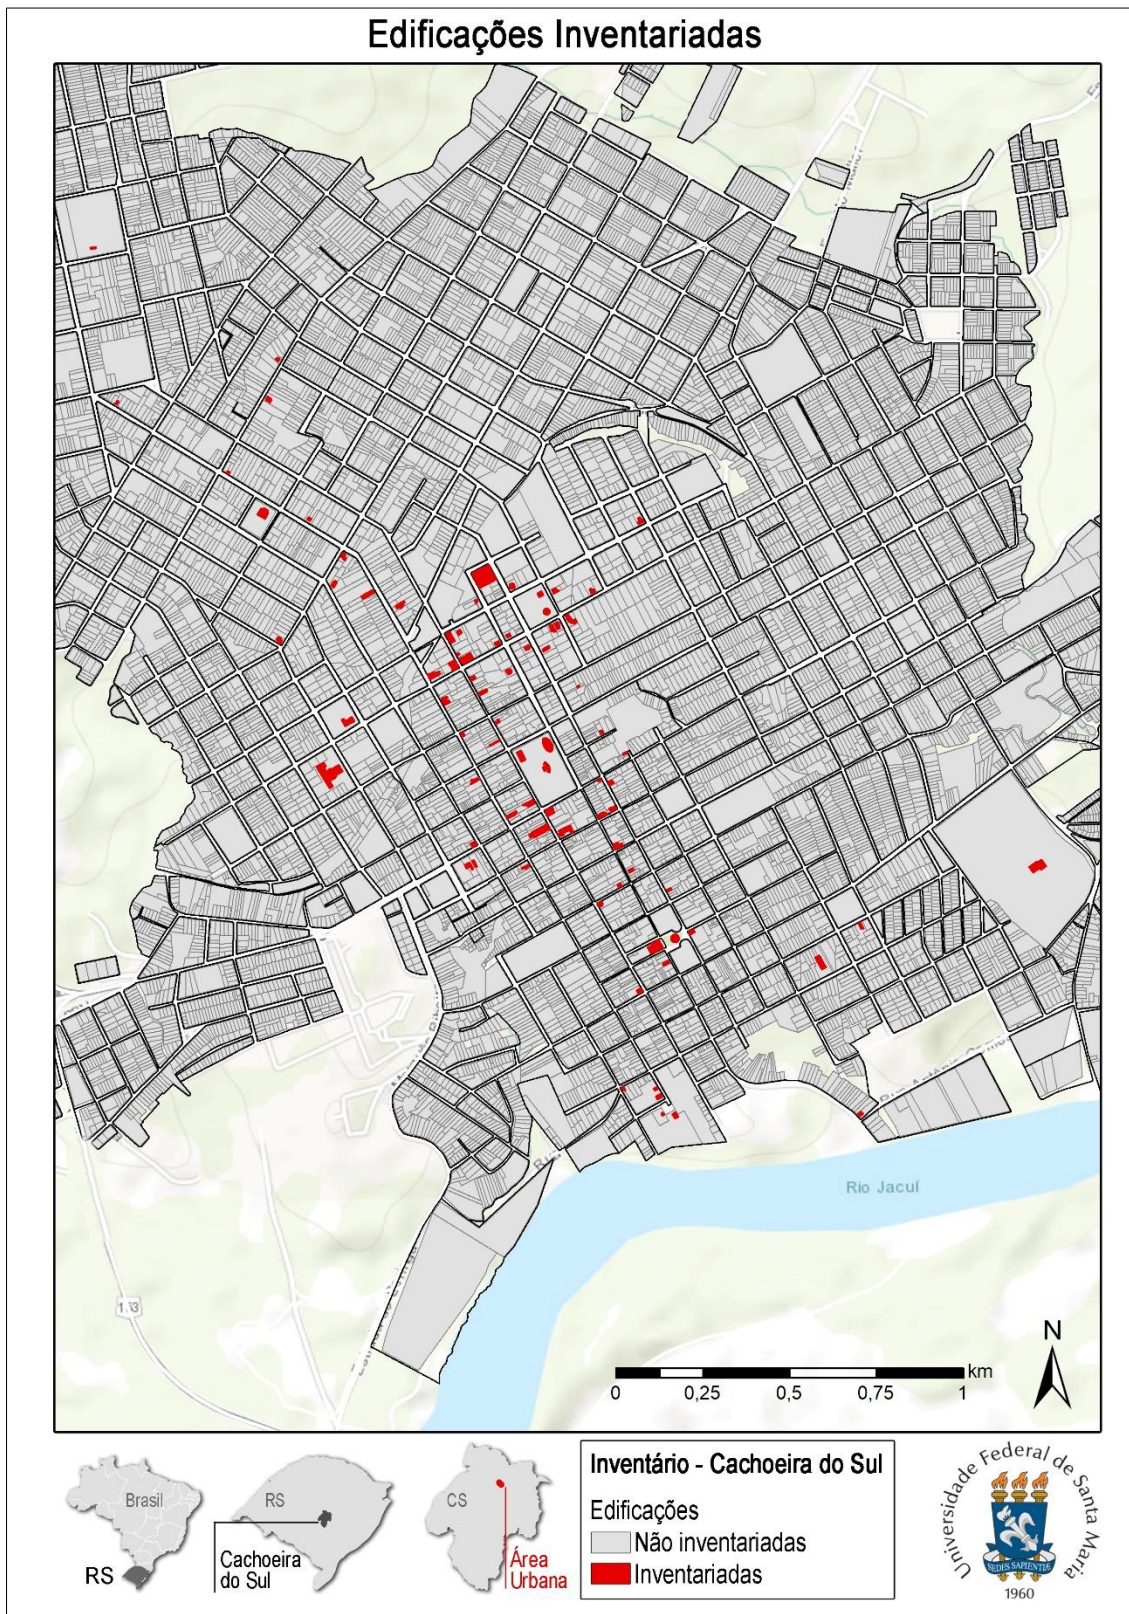 Edificações Inventariadas
Rio Jacuí
153
N
km
0 0,25 0,5 0,75 1
Brasil
RS
RS
Cachoeira
do Sul
CS
Área
Urbana
Inventário - Cachoeira do Sul
Edificações
Não inventariadas
Inventariadas
Universidade Federal de Santa Maria
SEDES SAPIENTIAE
1960